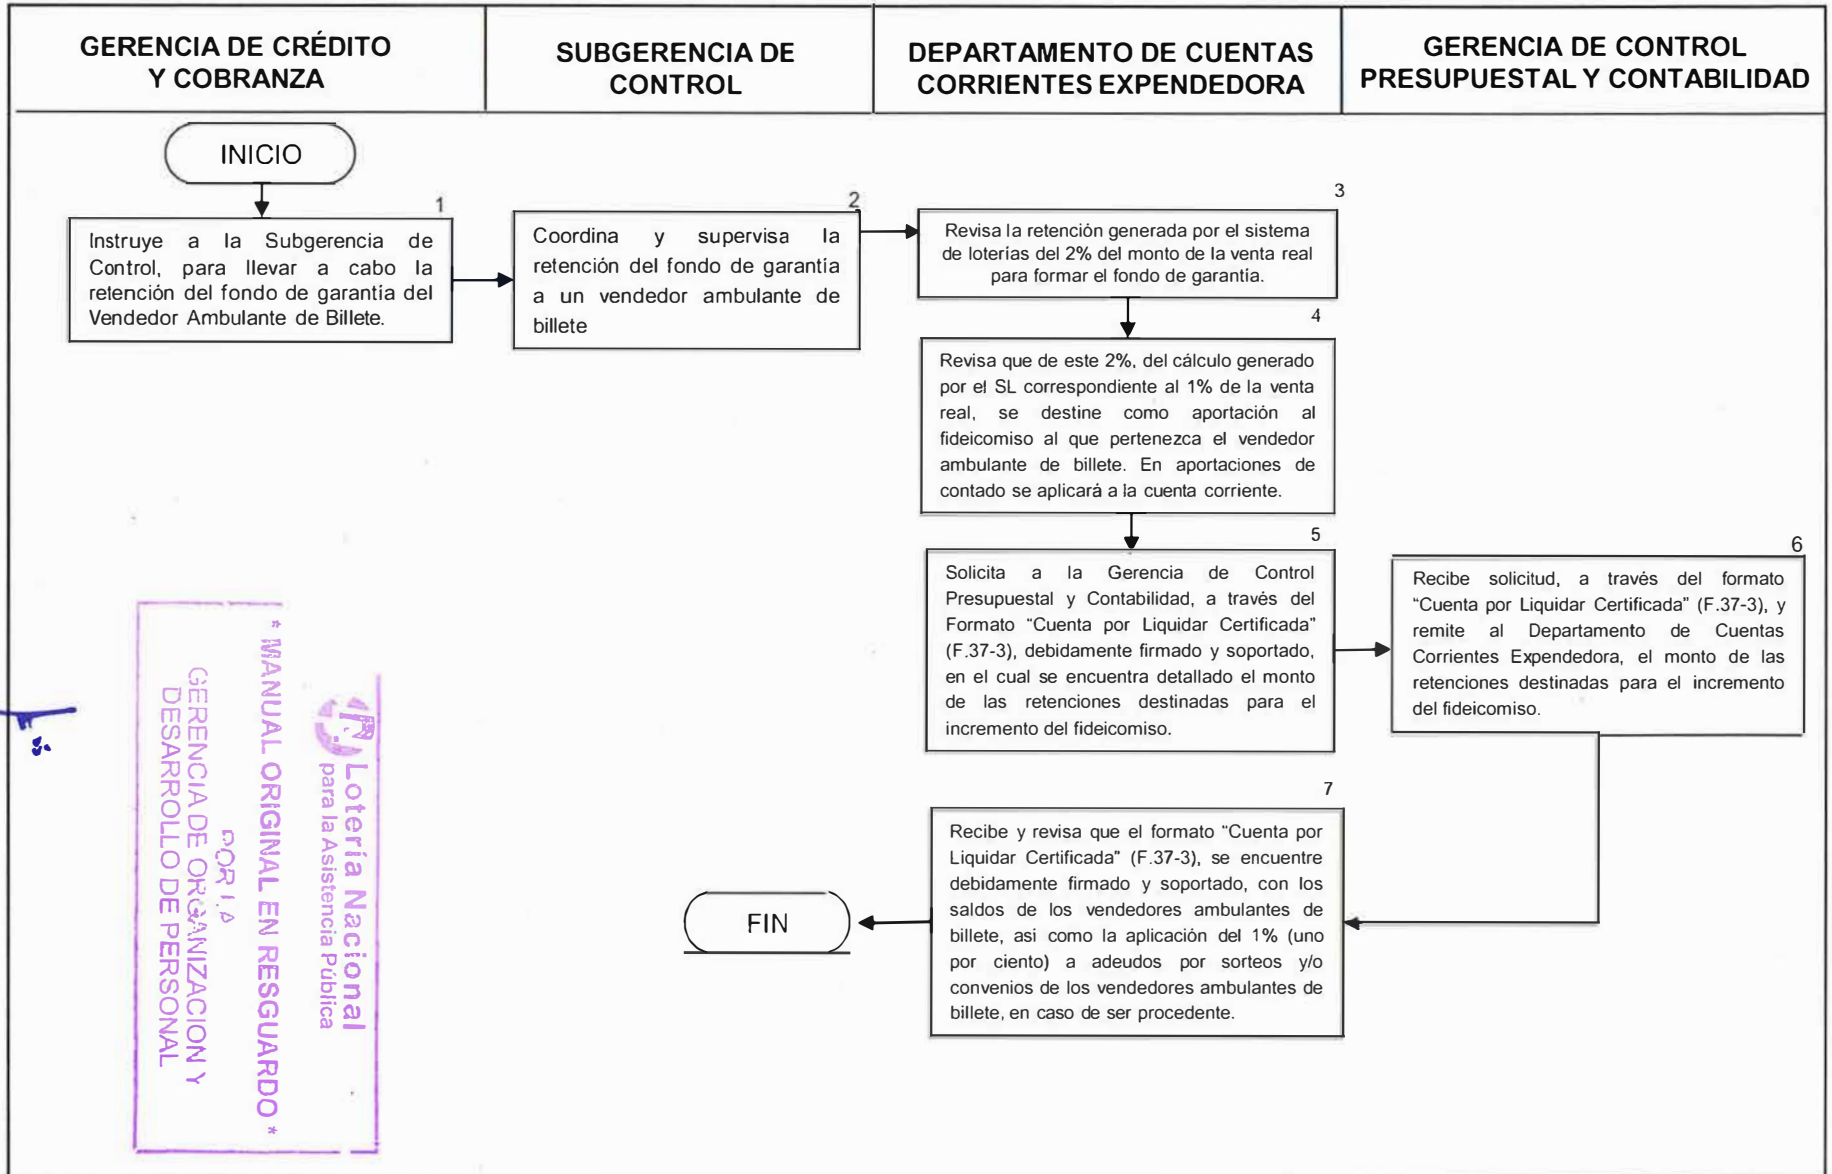 GERENCIA DE CRÉDITO
Y COBRANZA
SUBGERENCIA DE
CONTROL
DEPARTAMENTO DE CUENTAS
CORRIENTES EXPENDEDORA
GERENCIA DE CONTROL
PRESUPUESTAL Y CONTABILIDAD
INICIO
1
Instruye a la Subgerencia de
Control, para llevar a cabo la
retención del fondo de garantía del
Vendedor Ambulante de Billete.
2
Coordina y supervisa la
retención del fondo de garantía
a un vendedor ambulante de
billete
3
Revisa la retención generada por el sistema
de loterías del 2% del monto de la venta real
para formar el fondo de garantía.
4
Revisa que de este 2%, del cálculo generado
por el SL correspondiente al 1% de la venta
real, se destine como aportación al
fideicomiso al que pertenezca el vendedor
ambulante de billete. En aportaciones de
contado se aplicará a la cuenta corriente.
5
Solicita a la Gerencia de Control
Presupuestal y Contabilidad, a través del
Formato “Cuenta por Liquidar Certificada”
(F.37-3), debidamente firmado y soportado,
en el cual se encuentra detallado el monto
de las retenciones destinadas para el
incremento del fideicomiso.
6
Recibe solicitud, a través del formato
“Cuenta por Liquidar Certificada” (F.37-3), y
remite al Departamento de Cuentas
Corrientes Expendedora, el monto de las
retenciones destinadas para el incremento
del fideicomiso.
7
Recibe y revisa que el formato “Cuenta por
Liquidar Certificada” (F.37-3), se encuentre
debidamente firmado y soportado, con los
saldos de los vendedores ambulantes de
billete, asi como la aplicación del 1% (uno
por ciento) a adeudos por sorteos y/o
convenios de los vendedores ambulantes de
billete, en caso de ser procedente.
FIN
Lotería Nacional
para la Asistencia Pública
* MANUAL ORIGINAL EN RESGUARDO *
POR LA
GERENCIA DE ORGANIZACION Y
DESARROLLO DE PERSONAL